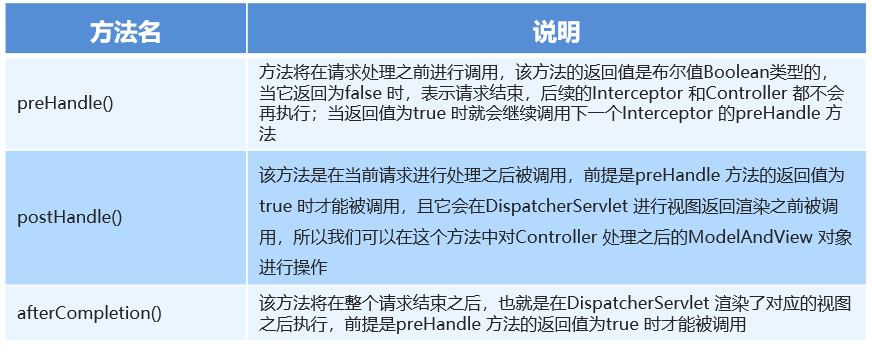 方法名
说明
preHandle()
方法将在请求处理之前进行调用，该方法的返回值是布尔值Boolean类型的，
当它返回为false 时，表示请求结束，后续的Interceptor 和Controller 都不会
再执行；当返回值为true 时就会继续调用下一个Interceptor 的preHandle 方
法
postHandle()
该方法是在当前请求进行处理之后被调用，前提是preHandle 方法的返回值为
true 时才能被调用，且它会在DispatcherServlet 进行视图返回渲染之前被调
用，所以我们可以在这个方法中对Controller 处理之后的ModelAndView 对象
进行操作
afterCompletion()
该方法将在整个请求结束之后，也就是在DispatcherServlet 渲染了对应的视图
之后执行，前提是preHandle 方法的返回值为true 时才能被调用